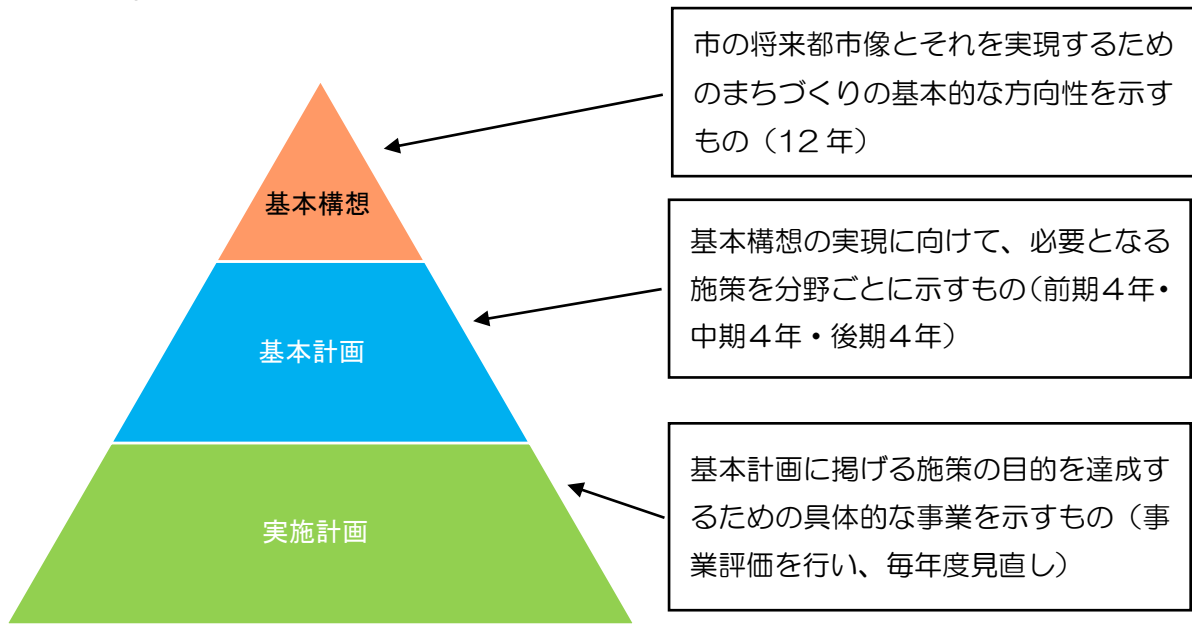 市の将来都市像とそれを実現するため
のまちづくりの基本的な方向性を示す
もの（12 年）
基本構想
基本構想の実現に向けて、必要となる
施策を分野ごとに示すもの（前期４年・
中期４年・後期４年）
基本計画
基本計画に掲げる施策の目的を達成す
るための具体的な事業を示すもの（事
業評価を行い、毎年度見直し）
実施計画